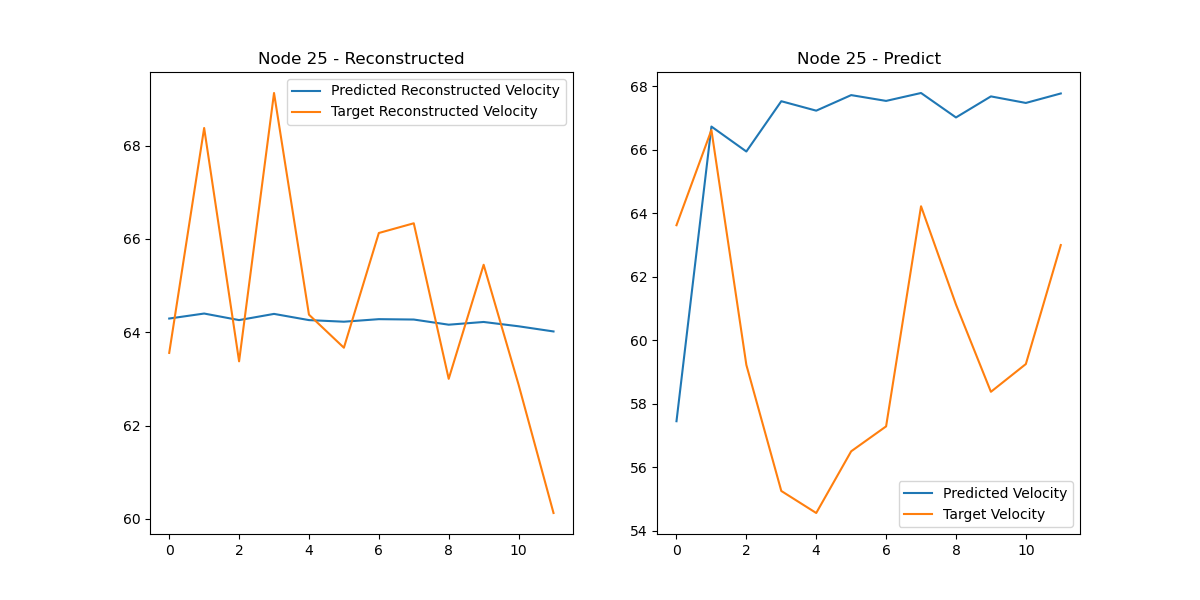 Node 25 - Reconstructed
Predicted Reconstructed Velocity
Target Reconstructed Velocity
68
66
64
62
60
0 2 4 6 8 10
Node 25 - Predict
68
66
64
62
60
58
56
54
Predicted Velocity
Target Velocity
0 2 4 6 8 10